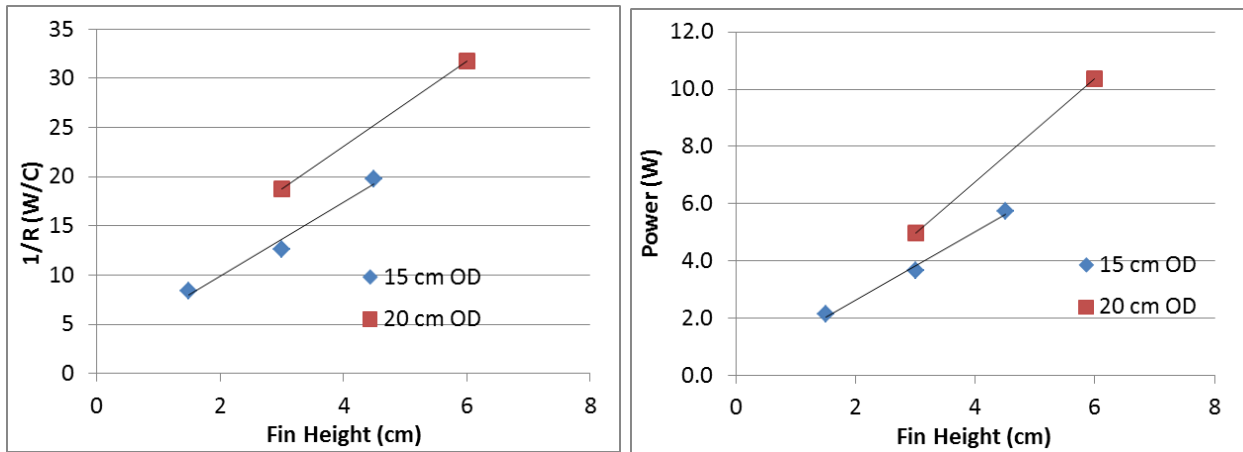 35
30
25
20
15
10
5
0
0 2 4 6 8
1/R (W/C)
Fin Height (cm)
15 cm OD
20 cm OD
12.0
10.0
8.0
6.0
4.0
2.0
0.0
0 2 4 6 8
Power (W)
Fin Height (cm)
15 cm OD
20 cm OD